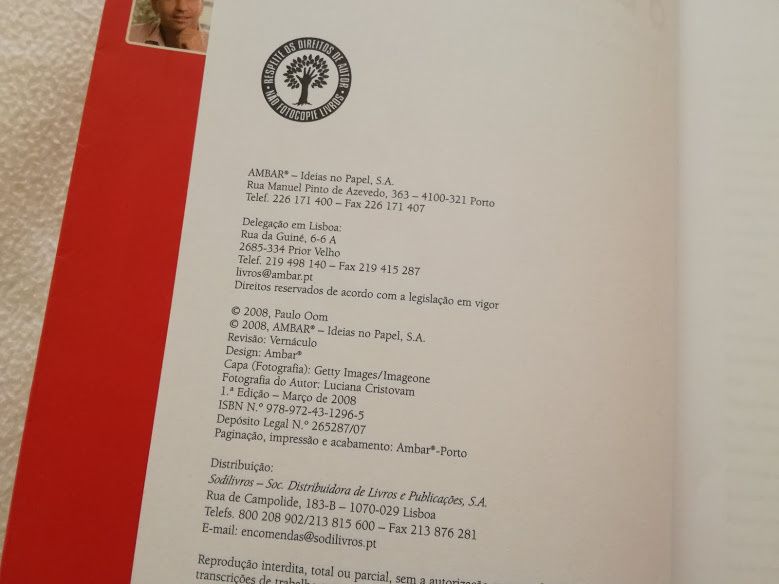 RESPEITE OS DIREITOS DE AUTOR
NÃO FOTOCOPIE LIVROS
AMBAR® – Ideias no Papel, S.A.
Rua Manuel Pinto de Azevedo, 363 – 4100-321 Porto
Telef. 226 171 400 – Fax 226 171 407
Delegação em Lisboa:
Rua da Guiné, 6-6 A
2685-334 Prior Velho
Telef. 219 498 140 – Fax 219 415 287
livros@ambar.pt
Direitos reservados de acordo com a legislação em vigor
© 2008, Paulo Oom
© 2008, AMBAR® – Ideias no Papel, S.A.
Revisão: Vernáculo
Design: Ambar®
Capa (Fotografia): Getty Images/Imageone
Fotografia do Autor: Luciana Cristovam
1.ª Edição – Março de 2008
ISBN N.º 978-972-43-1296-5
Depósito Legal N.º 265287/07
Paginação, impressão e acabamento: Ambar®-Porto
Distribuição:
Sodilivros – Soc. Distribuidora de Livros e Publicações, S.A.
Rua de Campolide, 183-B – 1070-029 Lisboa
Telefs. 800 208 902/213 815 600 – Fax 213 876 281
E-mail: encomendas@sodilivros.pt
Reprodução interdita, total ou parcial, sem a autorização
transcrições de